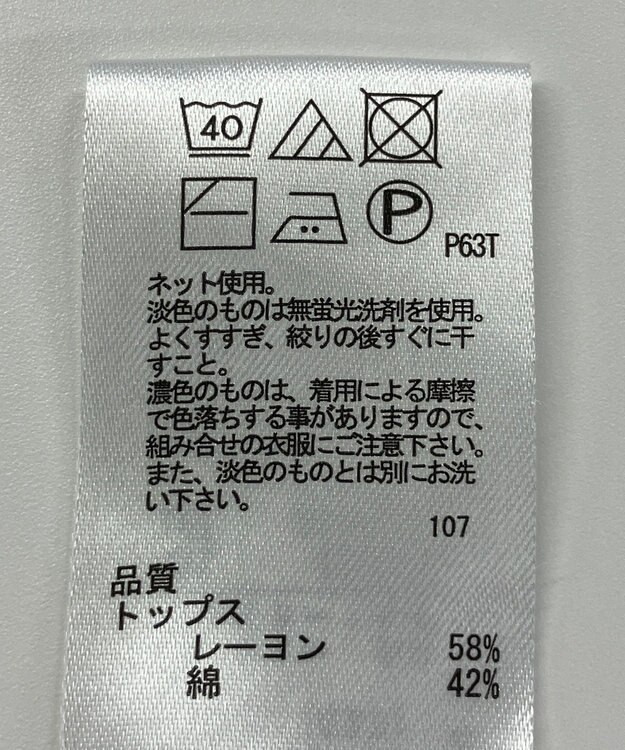 40
P
P63T
ネット使用。
淡色のものは無蛍光洗剤を使用。
よくすすぎ、絞りの後すぐに干
すこと。
濃色のものは、着用による摩擦
で色落ちする事がありますので、
組み合せの衣服にご注意下さい。
また、淡色のものとは別にお洗
い下さい。
107
品質
トップス
レーヨン 58%
綿 42%